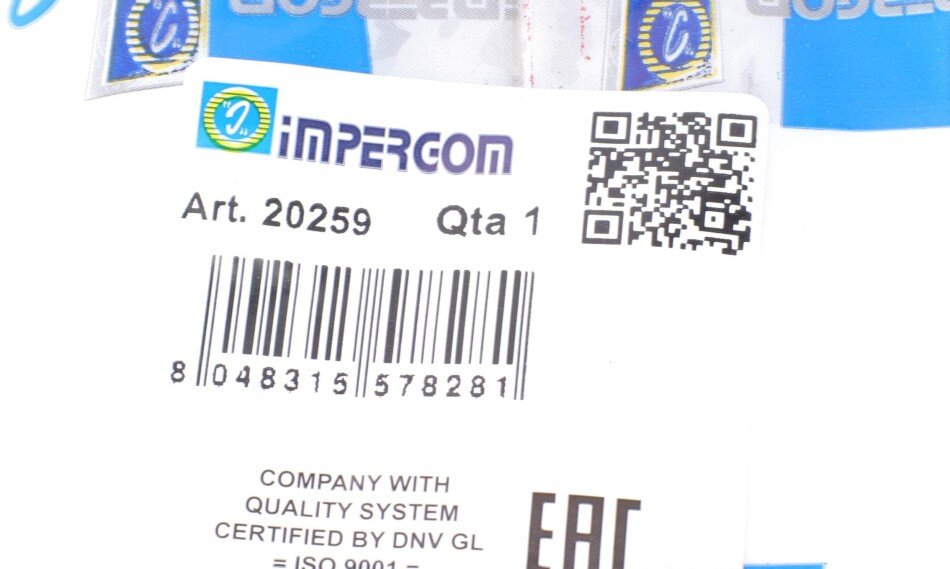 iMPERGOM
Art. 20259 Qta 1
8 048315 578281
COMPANY WITH
QUALITY SYSTEM
CERTIFIED BY DNV GL
= ISO 9001 =
EAC